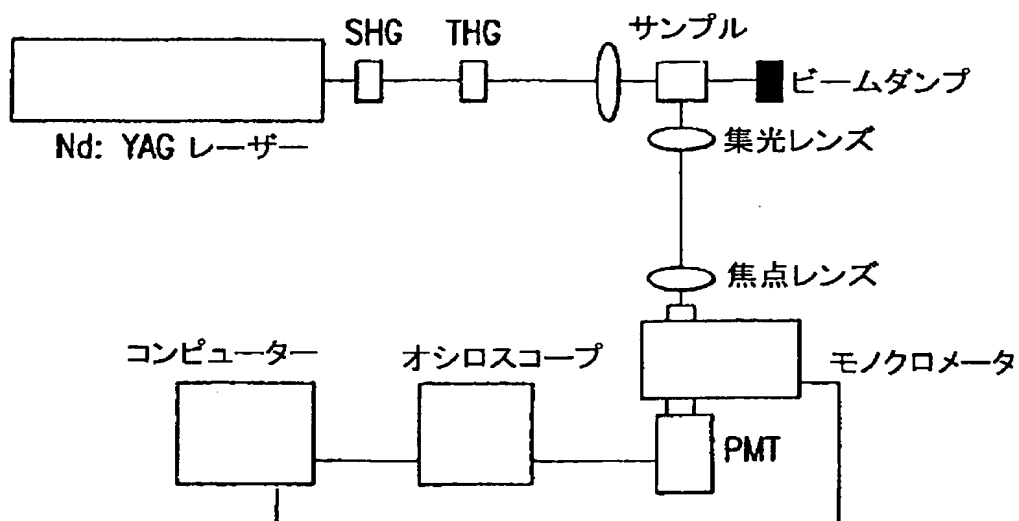 SHG
THG
サンプル
ビームダンプ
Nd: YAG レーザー
集光レンズ
焦点レンズ
コンピューター
オシロスコープ
モノクロメータ
PMT